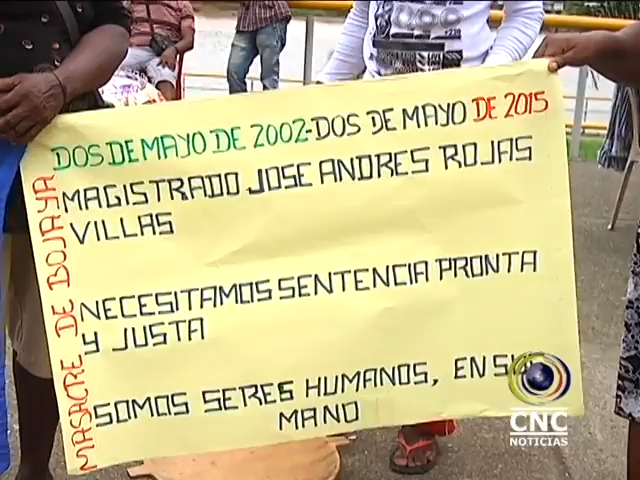 DOS DE MAYO DE 2002-DOS DE MAYO DE 2015
MASACRE DE BOJAYA
MAGISTRADO JOSE ANDRES ROJAS
VILLAS
NECESITAMOS SENTENCIA PRONTA
Y JUSTA
SOMOS SERES HUMANOS, EN SU
MANO
CNC
NOTICIAS